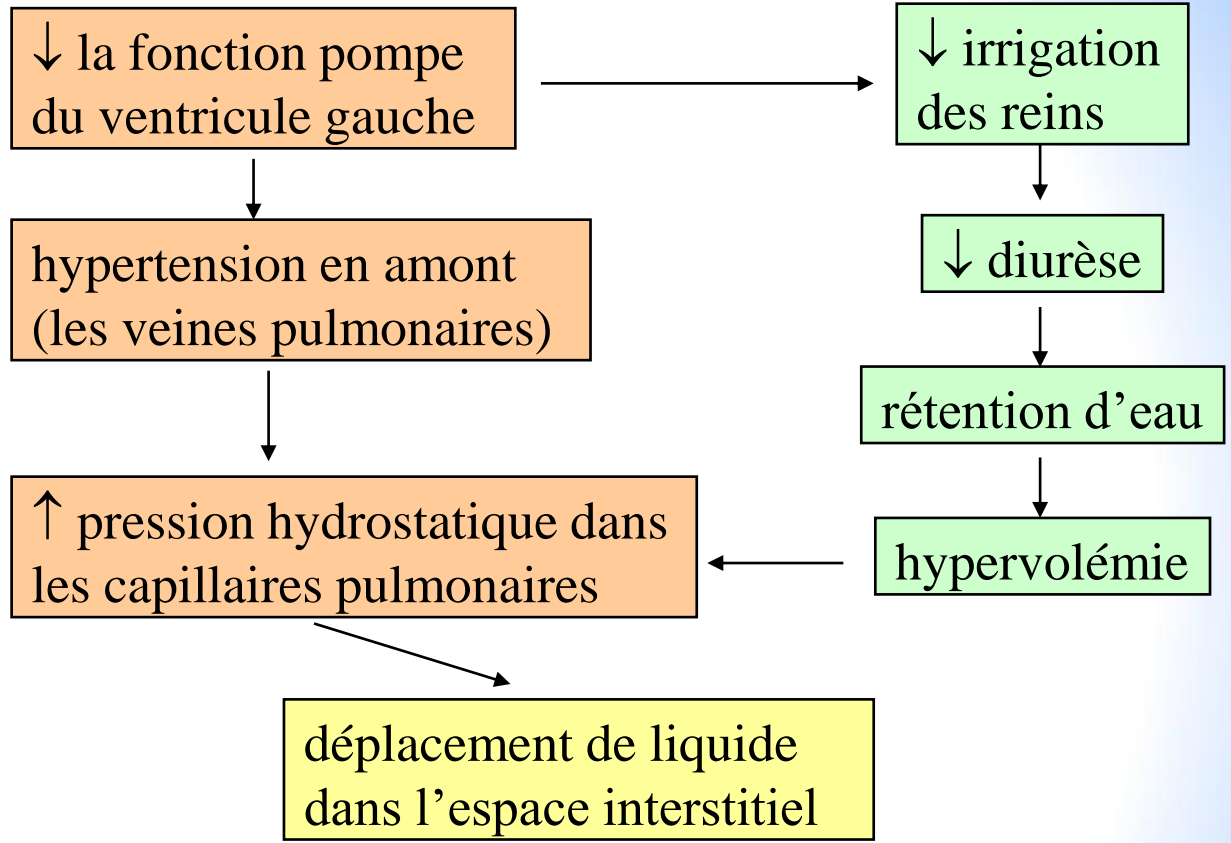 ↓ la fonction pompe
du ventricule gauche
↓ irrigation
des reins
hypertension en amont
(les veines pulmonaires)
↓ diurèse
rétention d’eau
↑ pression hydrostatique dans
les capillaires pulmonaires
hypervolémie
déplacement de liquide
dans l’espace interstitiel